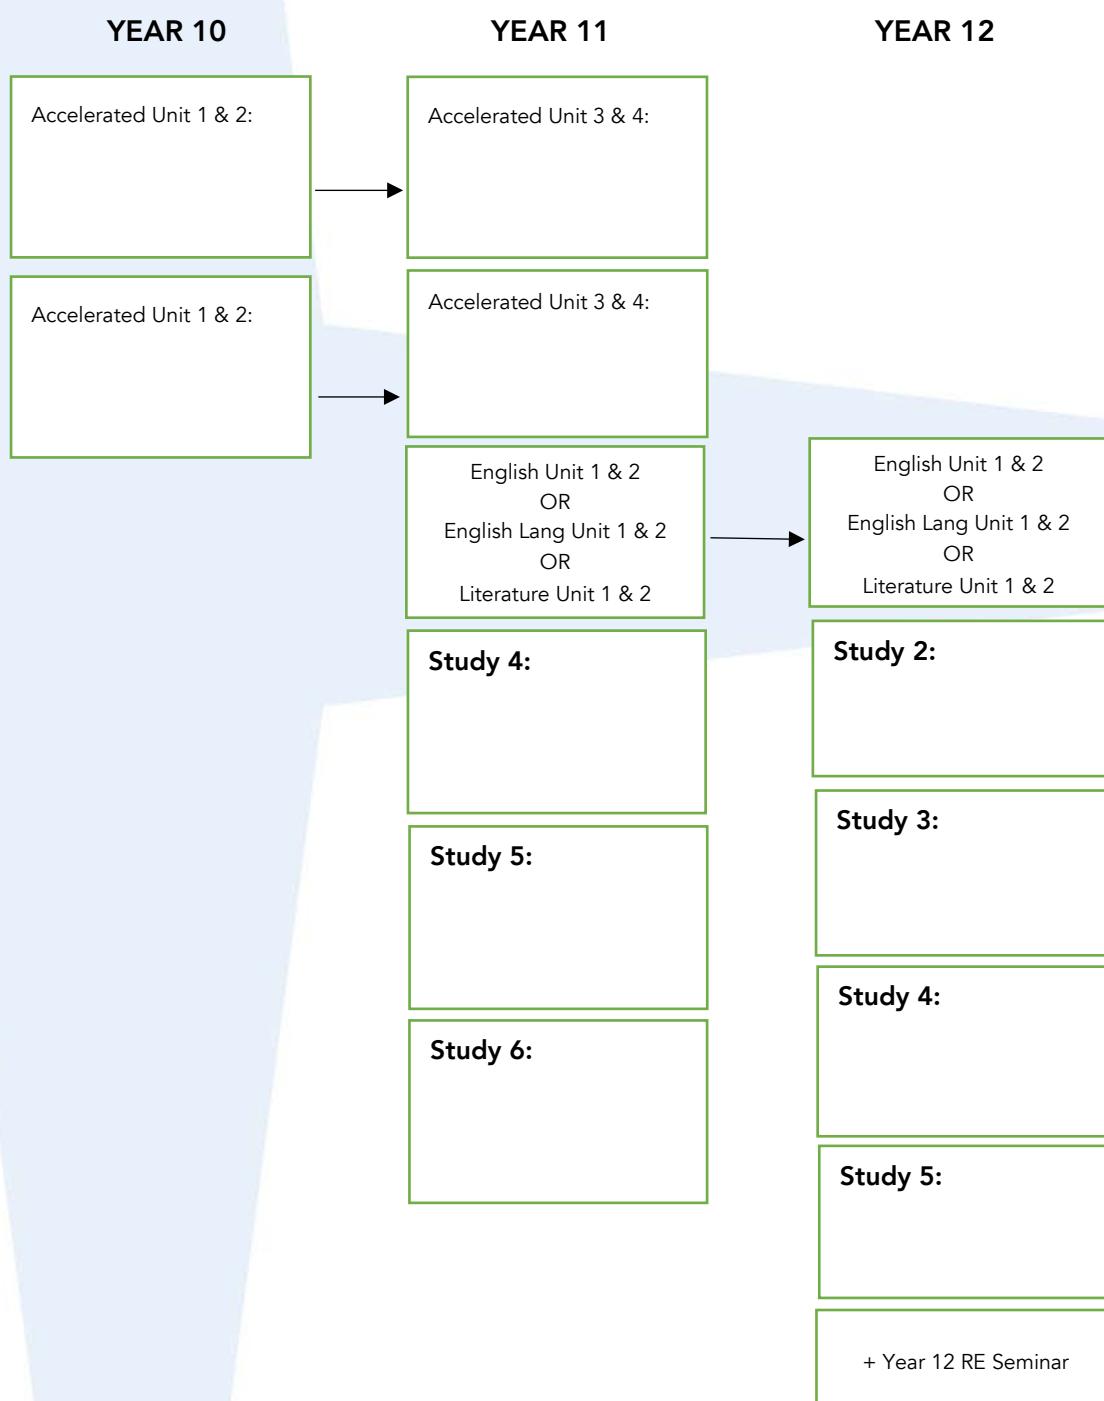 YEAR 10
YEAR 11
YEAR 12
Accelerated Unit 1 & 2:
Accelerated Unit 3 & 4:
Accelerated Unit 1 & 2:
Accelerated Unit 3 & 4:
English Unit 1 & 2
OR
English Lang Unit 1 & 2
OR
Literature Unit 1 & 2
English Unit 1 & 2
OR
English Lang Unit 1 & 2
OR
Literature Unit 1 & 2
Study 4:
Study 2:
Study 5:
Study 3:
Study 6:
Study 4:
Study 5:
+ Year 12 RE Seminar